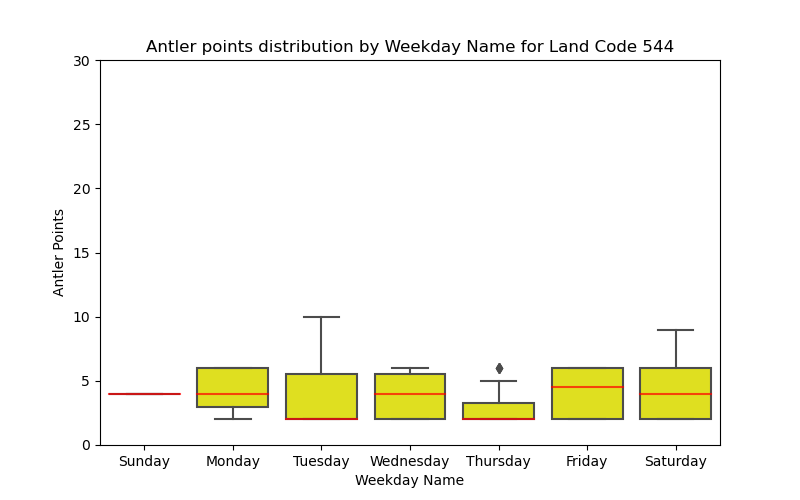 Antler points distribution by Weekday Name for Land Code 544
30
25
20
15
10
5
0
Antler Points
Sunday Monday Tuesday Wednesday Thursday Friday Saturday
Weekday Name